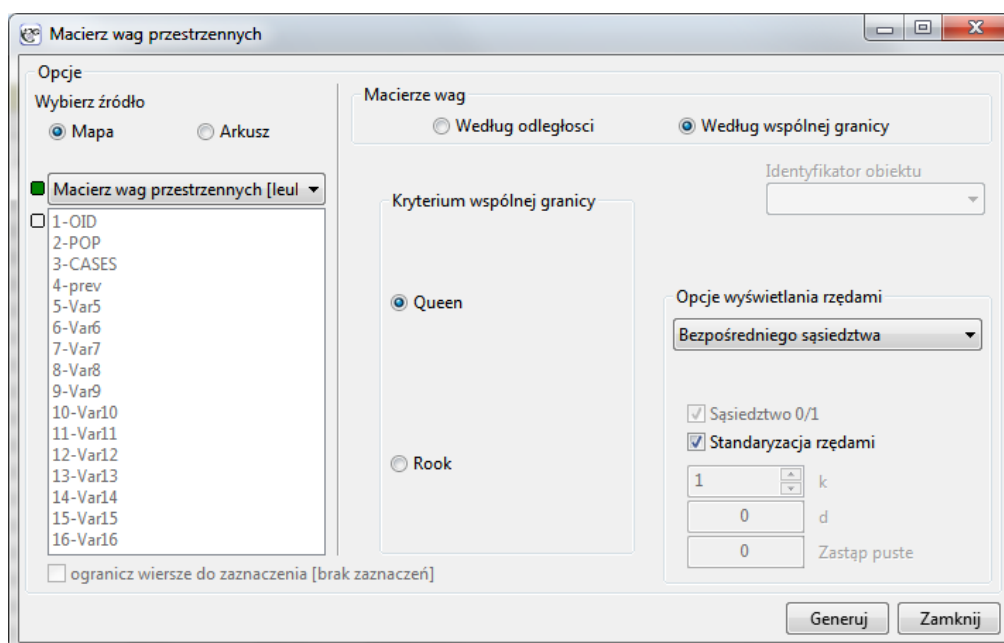 Macierz wag przestrzennych
Opcje
Wybierz źródło
Mapa
Arkusz
Macierz wag przestrzennych [leul
1-OID
2-POP
3-CASES
4-prev
5-Var5
6-Var6
7-Var7
8-Var8
9-Var9
10-Var10
11-Var11
12-Var12
13-Var13
14-Var14
15-Var15
16-Var16
ogranicz wiersze do zaznaczenia [brak zaznaczeń]
Macierze wag
Według odległosci
Według wspólnej granicy
Identyfikator obiektu
Kryterium wspólnej granicy
Queen
Rook
Opcje wyświetlania rzędami
Bezpośredniego sąsiedztwa
Sąsiedztwo 0/1
Standaryzacja rzędami
1 k
0 d
0 Zastąp puste
Generuj
Zamknij